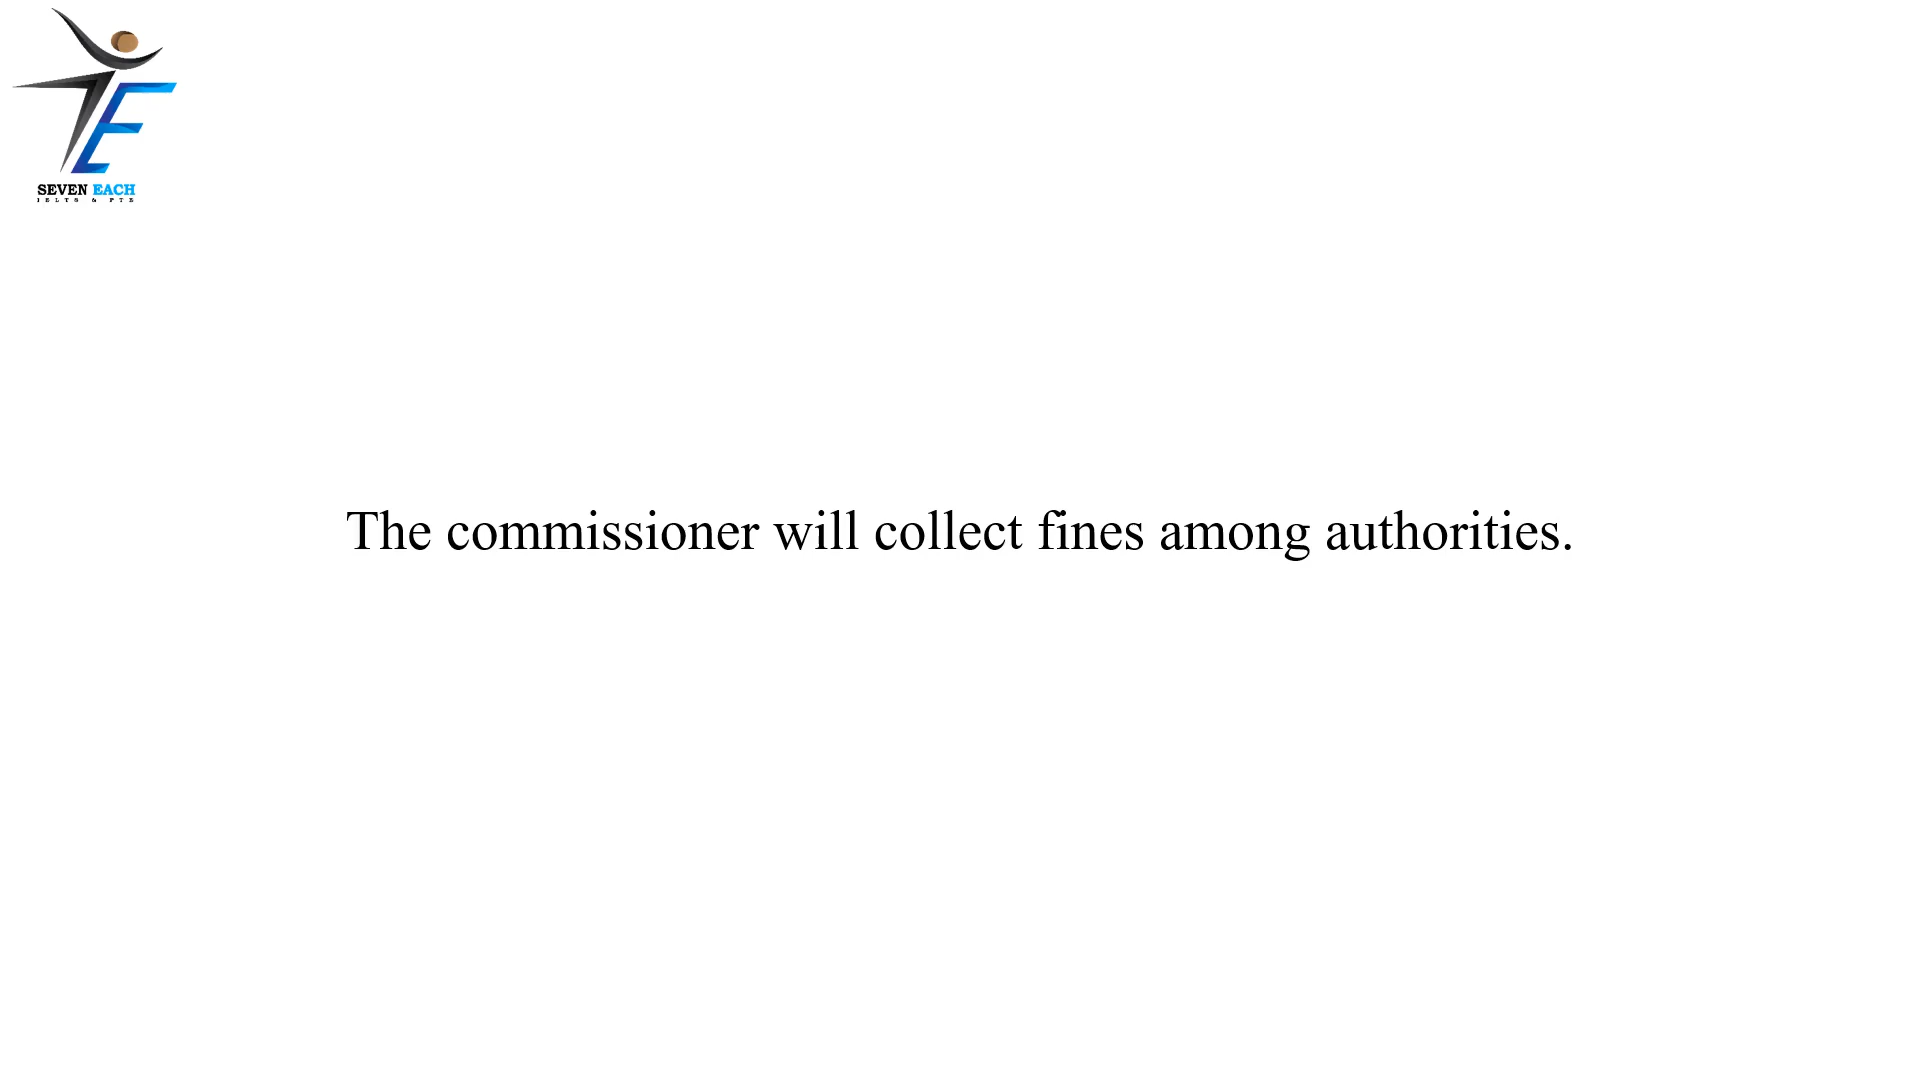 SEVEN EACH
IELTS & PTE
The commissioner will collect fines among authorities.